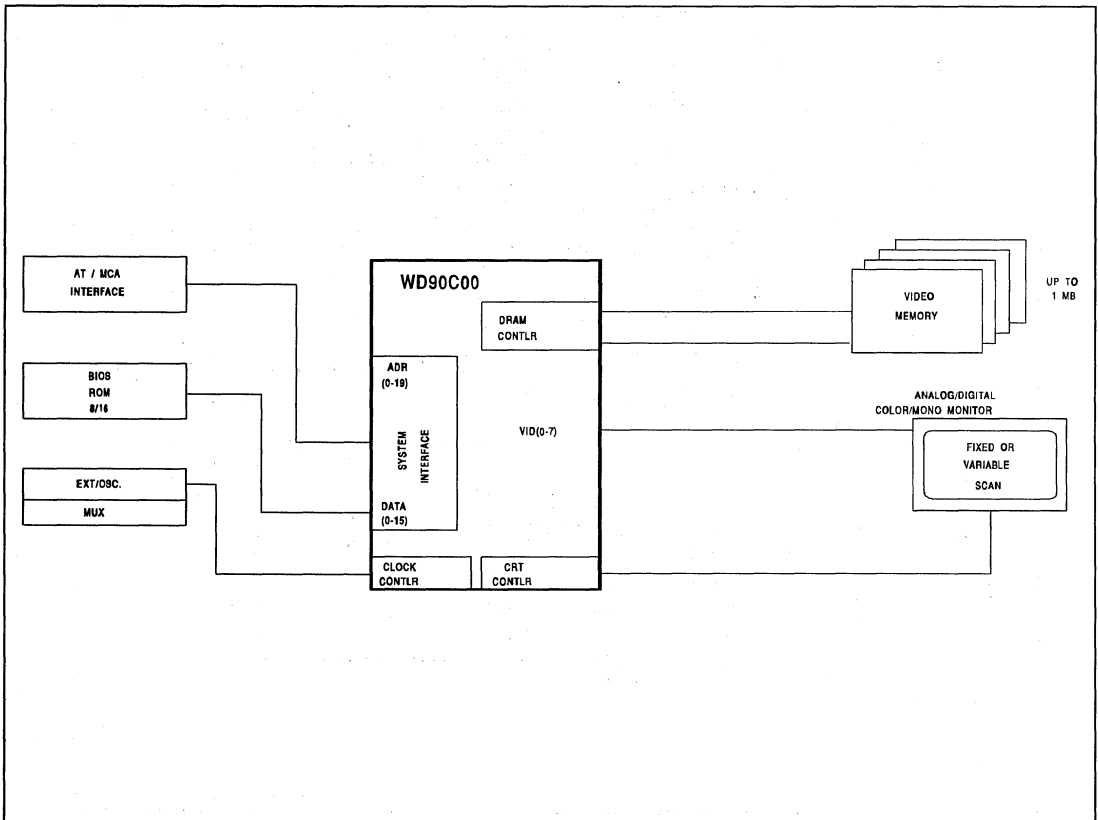 AT / MCA
INTERFACE
BIOS
ROM
8/16
EXT/OSC.
MUX
WD90C00
DRAM
CONTLR
ADR
(0-19)
SYSTEM
INTERFACE
VID(0-7)
DATA
(0-15)
CLOCK
CONTLR
CRT
CONTLR
VIDEO
MEMORY
UP TO
1 MB
ANALOG/DIGITAL
COLOR/MONO MONITOR
FIXED OR
VARIABLE
SCAN